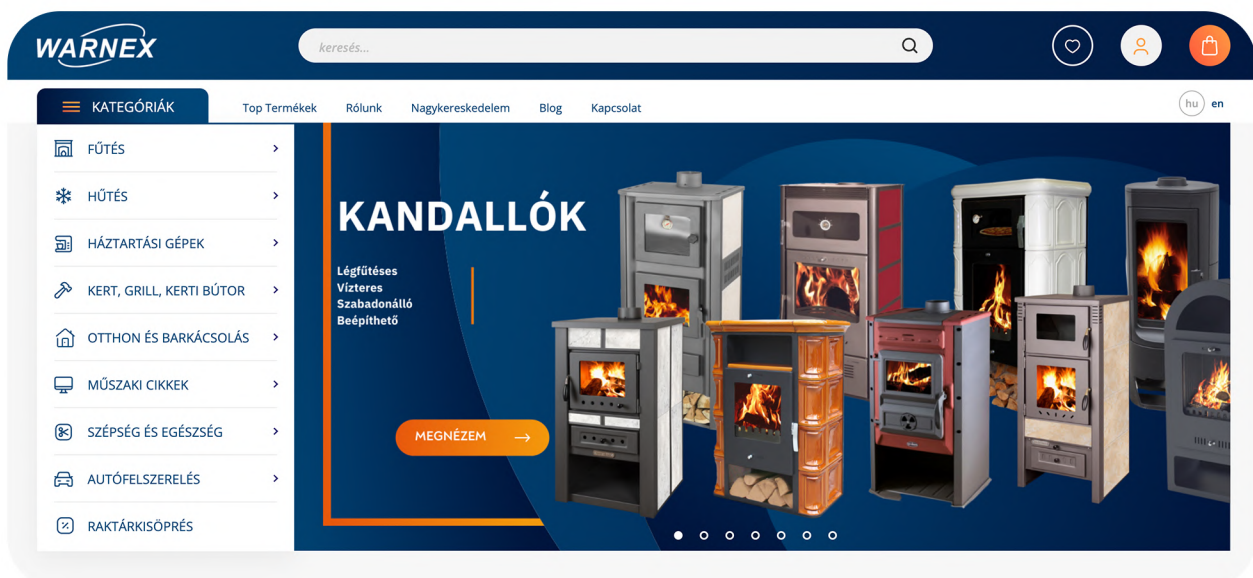 WARNEX
keresés...
KATEGÓRIÁK
Top Termékek
Rólunk
Nagykereskedelem
Blog
Kapcsolat
hu
en
FŰTÉS
HŰTÉS
HÁZTARTÁSI GÉPEK
KERT, GRILL, KERTI BÚTOR
OTTHON ÉS BARKÁCSOLÁS
MŰSZAKI CIKKEK
SZÉPSÉG ÉS EGÉSZSÉG
AUTÓFELSZERELÉS
RAKTÁRKISÖPRÉS
KANDALLÓK
Légfűtéses
Vízteres
Szabadonálló
Beépíthető
MEGNÉZEM